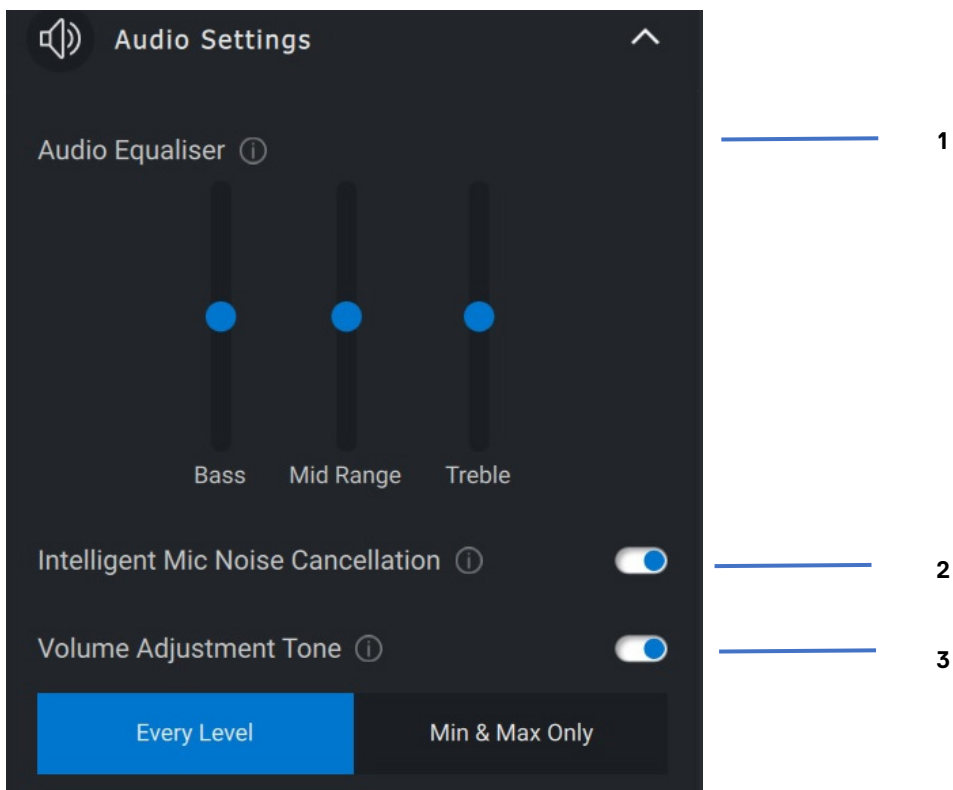 Audio Settings
Audio Equaliser
1
Bass Mid Range Treble
Intelligent Mic Noise Cancellation
2
Volume Adjustment Tone
3
Every Level Min & Max Only